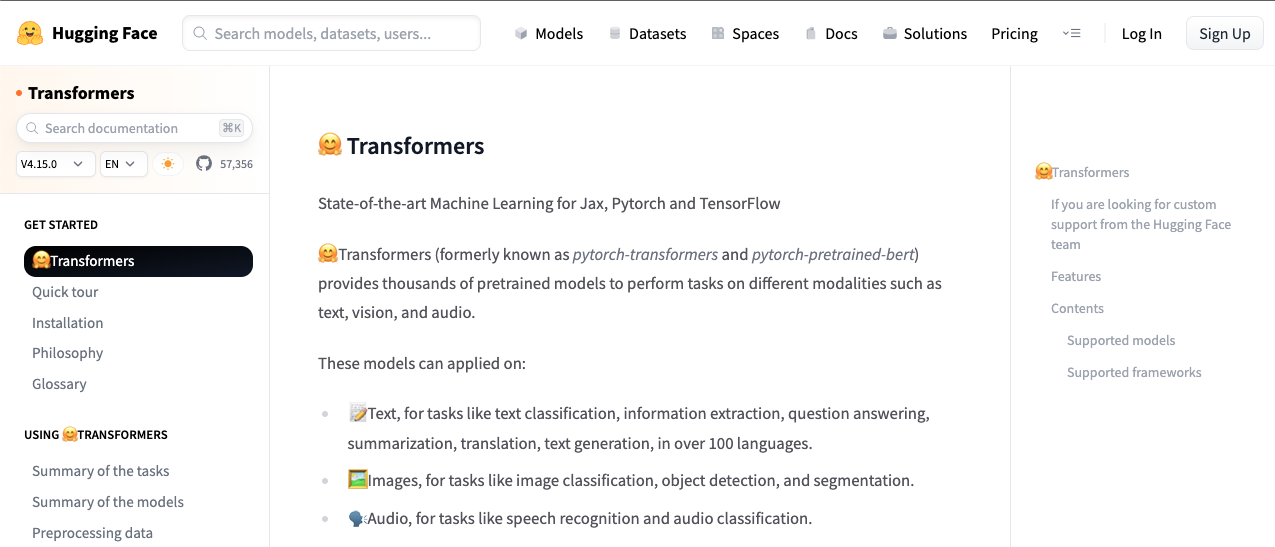 🤗 Hugging Face
Search models, datasets, users...
Models
Datasets
Spaces
Docs
Solutions
Pricing
Log In
Sign Up
Transformers
Search documentation
⌘K
V4.15.0
EN
57,356
GET STARTED
🤗Transformers
Quick tour
Installation
Philosophy
Glossary
USING 🤗TRANSFORMERS
Summary of the tasks
Summary of the models
Preprocessing data
🤗 Transformers
State-of-the-art Machine Learning for Jax, Pytorch and TensorFlow
🤗Transformers (formerly known as pytorch-transformers and pytorch-pretrained-bert)
provides thousands of pretrained models to perform tasks on different modalities such as
text, vision, and audio.
These models can applied on:
📝Text, for tasks like text classification, information extraction, question answering,
summarization, translation, text generation, in over 100 languages.
🖼️Images, for tasks like image classification, object detection, and segmentation.
🗣️Audio, for tasks like speech recognition and audio classification.
🤗Transformers
If you are looking for custom
support from the Hugging Face
team
Features
Contents
Supported models
Supported frameworks